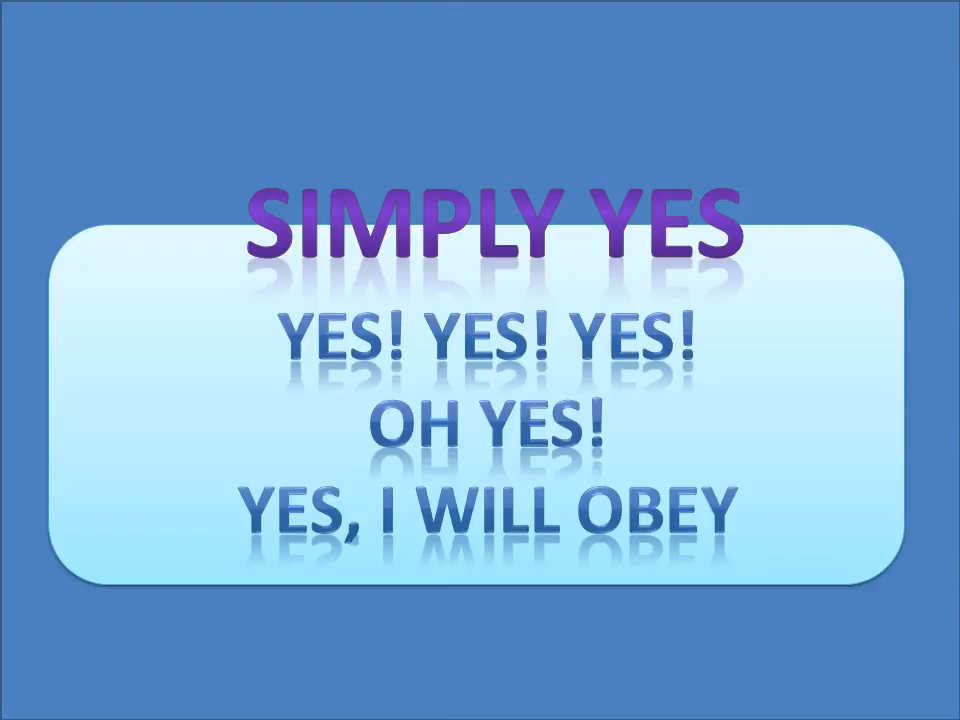 SIMPLY YES
YES! YES! YES!
OH YES!
YES, I WILL OBEY